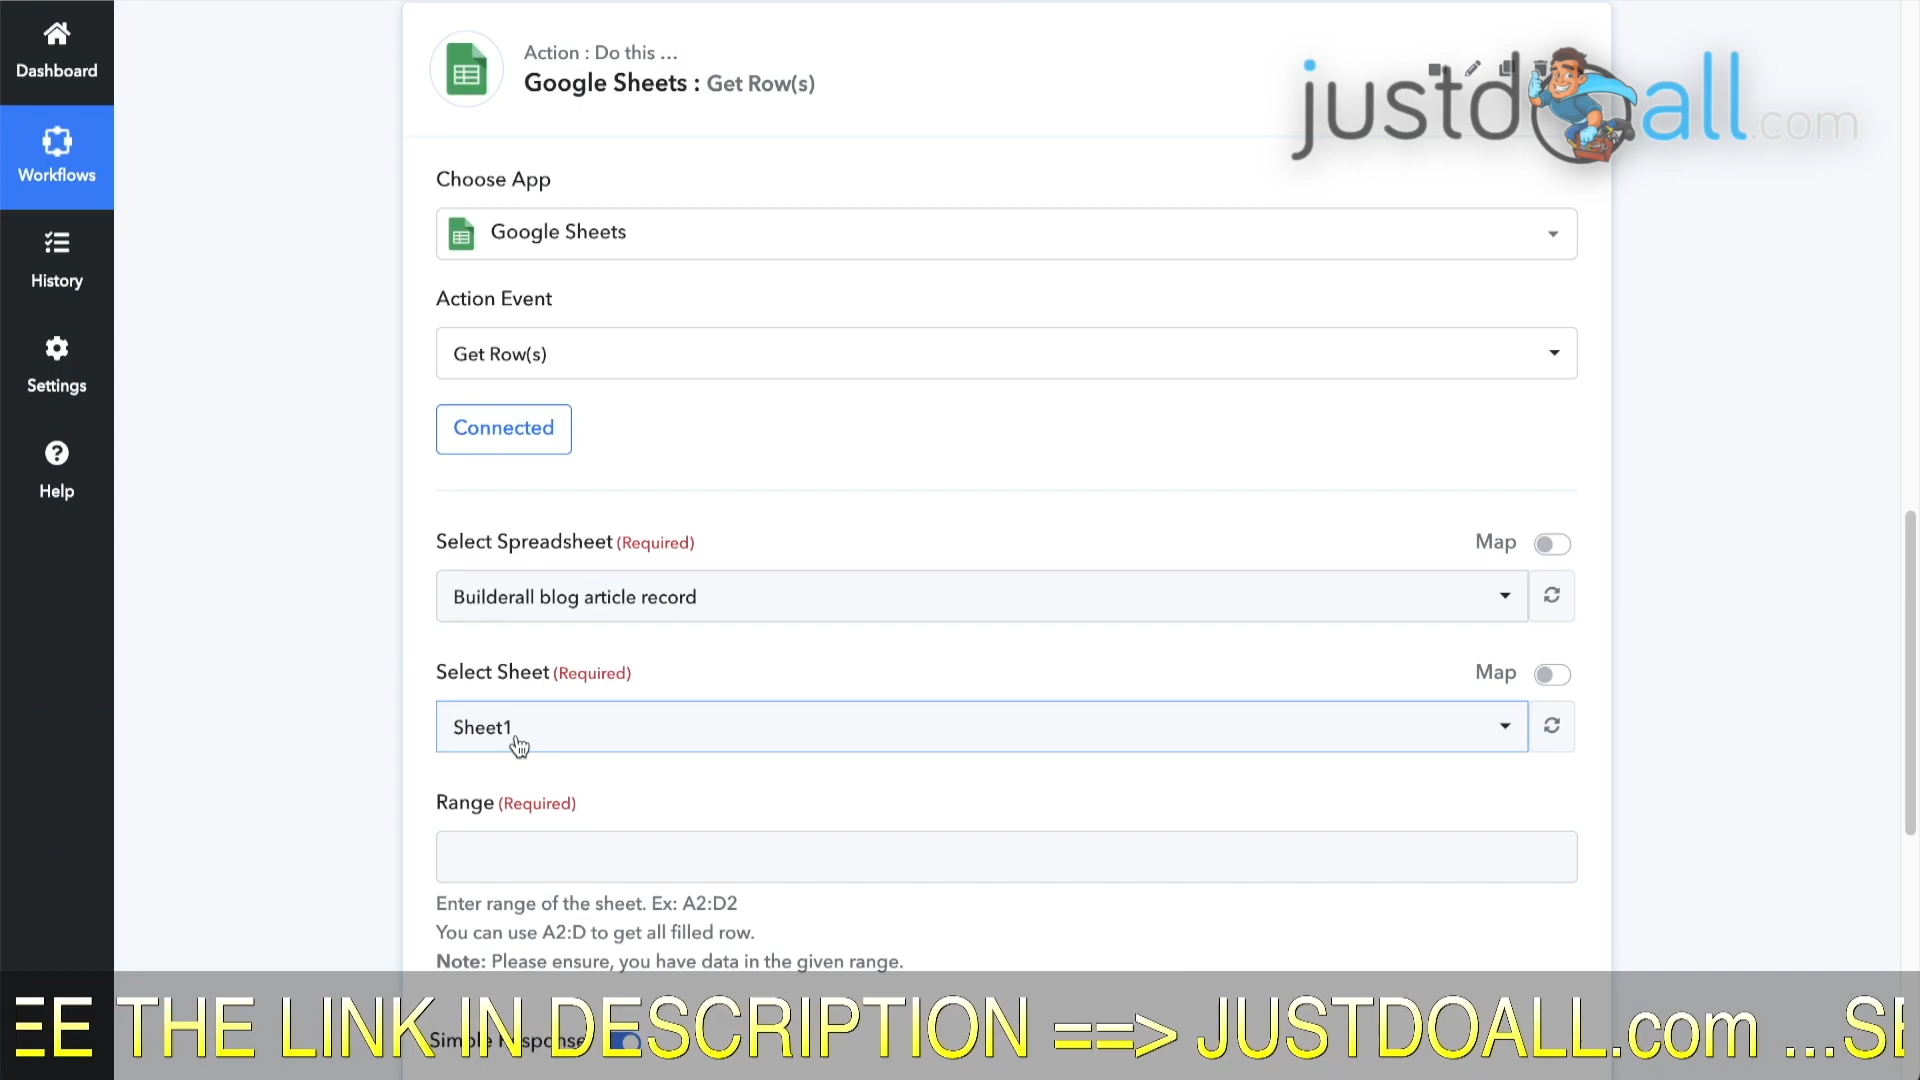 Dashboard
Workflows
History
Settings
Help
Action : Do this ...
Google Sheets : Get Row(s)
justdoall.com
Choose App
Google Sheets
Action Event
Get Row(s)
Connected
Select Spreadsheet (Required)
Map
Builderall blog article record
Select Sheet (Required)
Map
Sheet1
Range (Required)
Enter range of the sheet. Ex: A2:D2
You can use A2:D to get all filled row.
Note: Please ensure, you have data in the given range.
Simple Response
EE THE LINK IN DESCRIPTION ==> JUSTDOALL.com ...SE